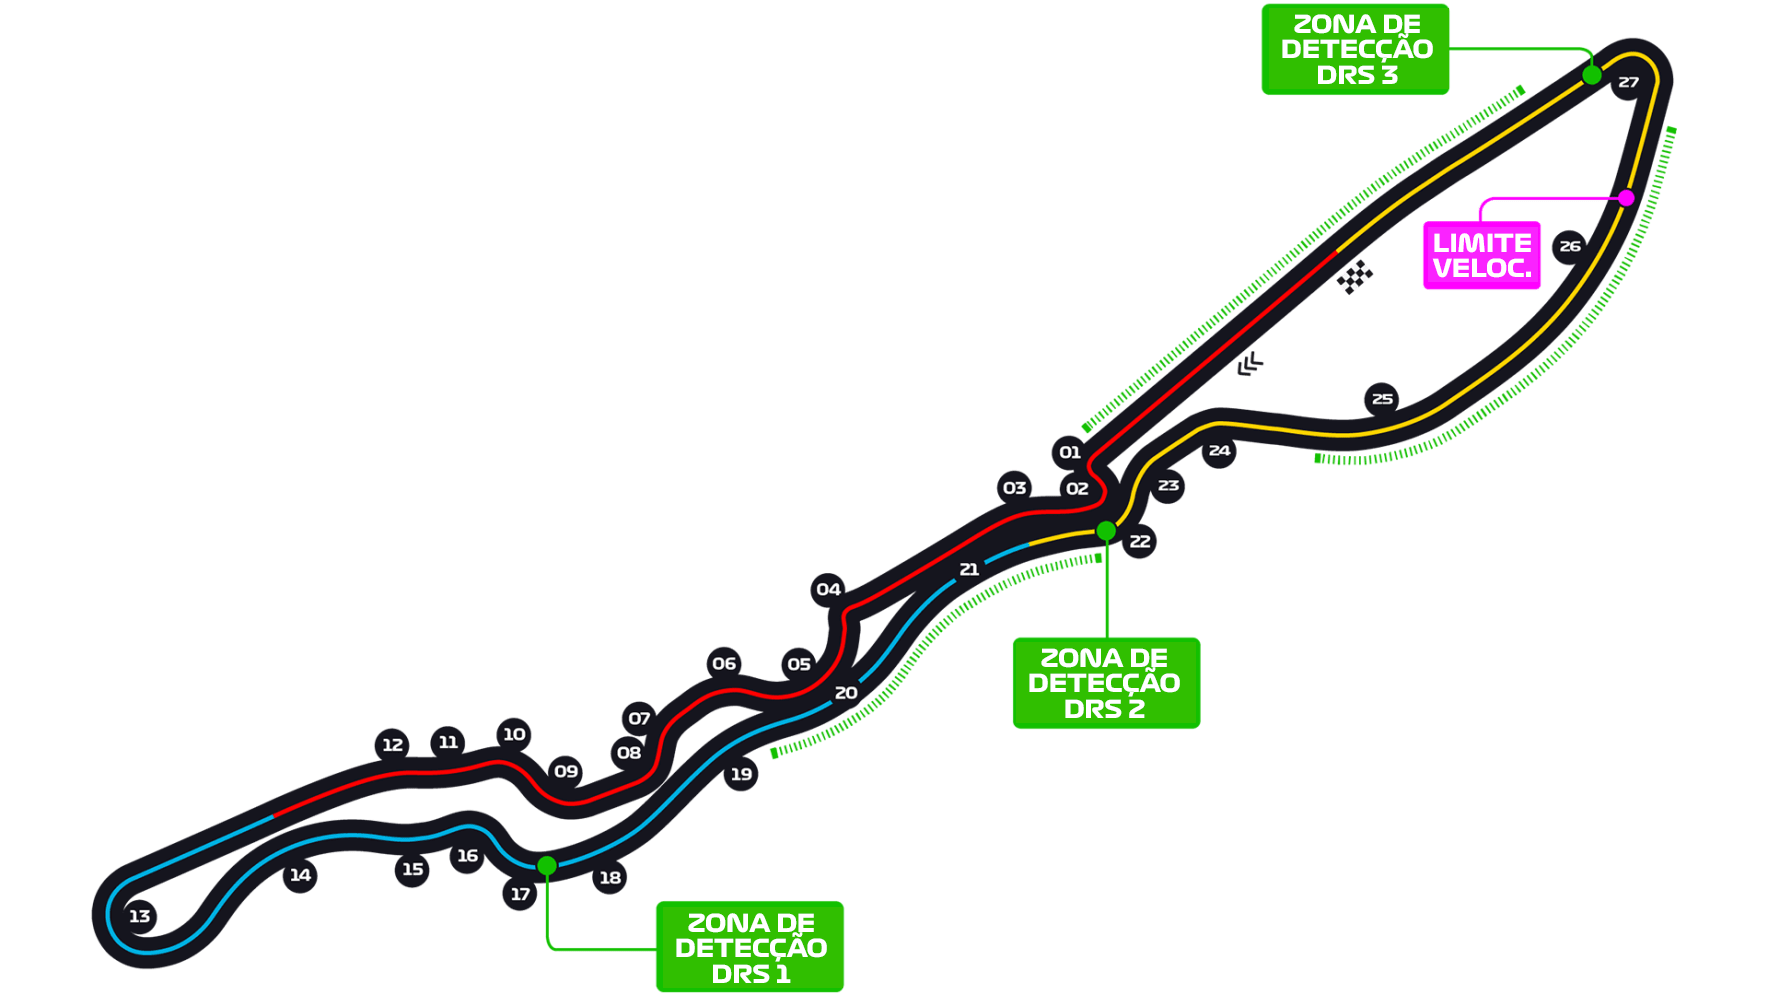 ZONA DE
DETECÇÃO
DRS 3
27
LIMITE
VELOC.
26
25
01
24
03
02
23
22
21
04
ZONA DE
DETECÇÃO
DRS 2
06
05
20
07
10
08
12
11
09
19
16
15
14
18
17
13
ZONA DE
DETECÇÃO
DRS 1